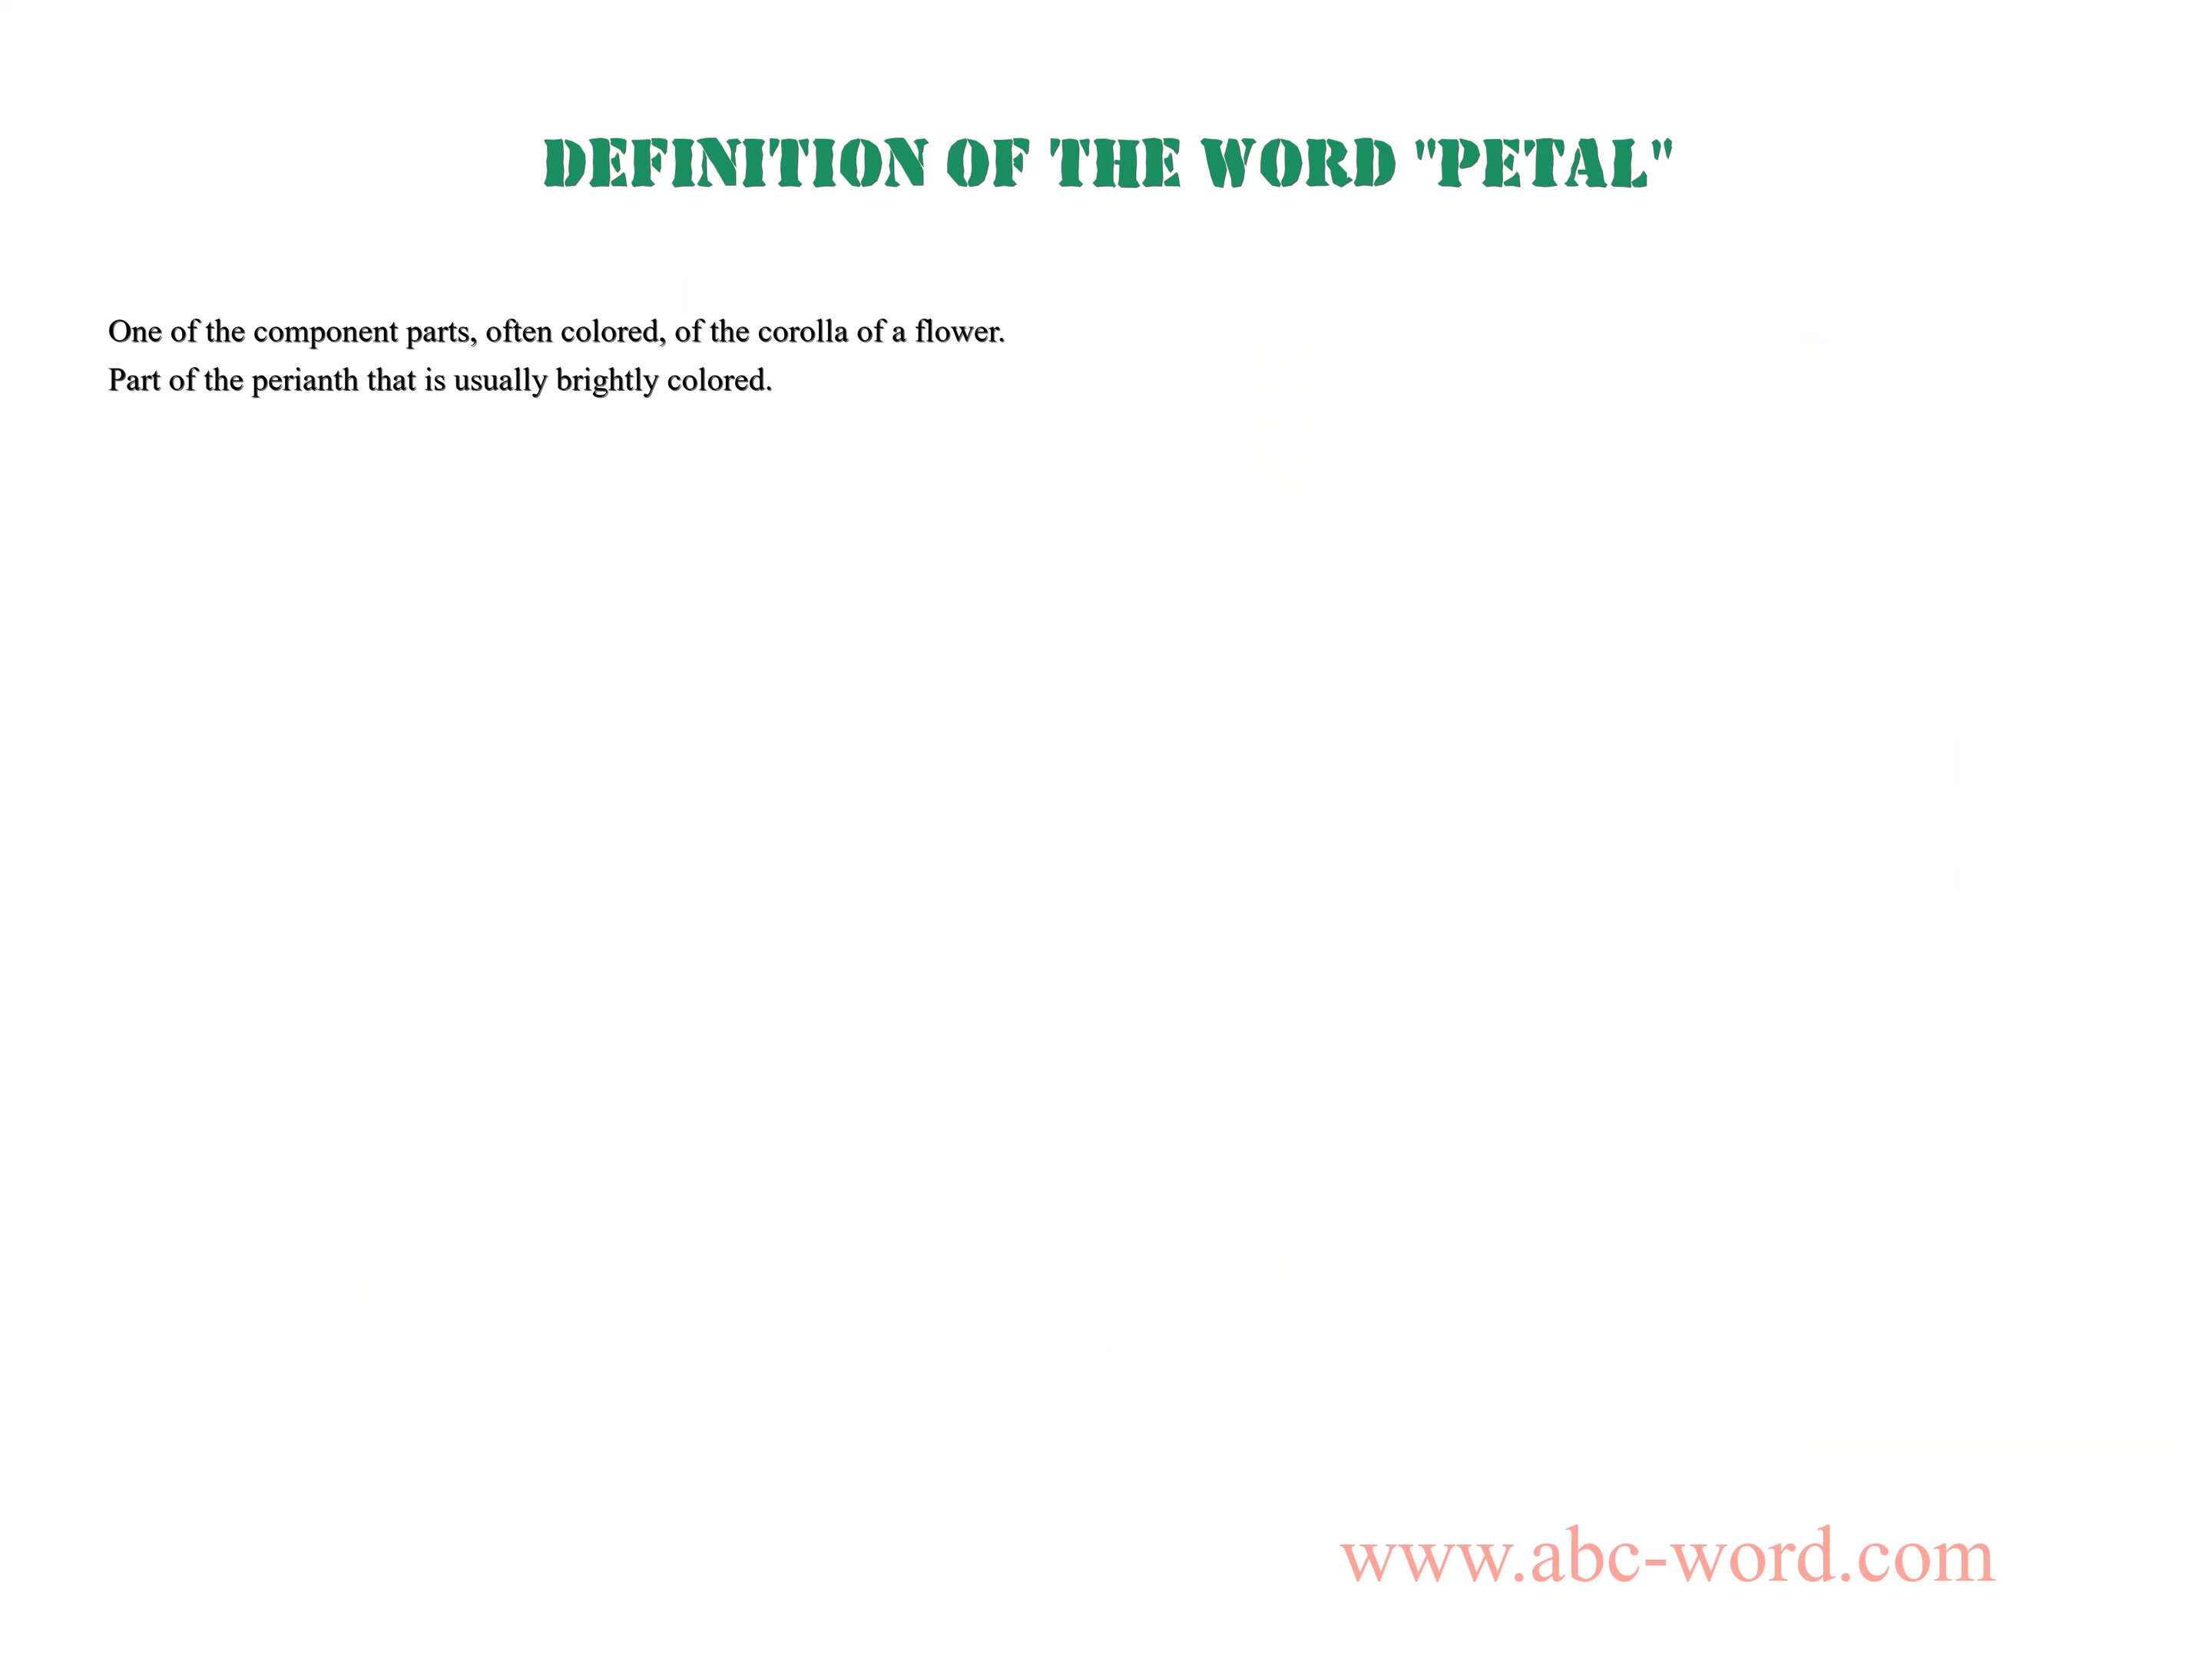 DEFINITION OF THE WORD "PETAL"
One of the component parts, often colored, of the corolla of a flower.
Part of the perianth that is usually brightly colored.
www.abc-word.com